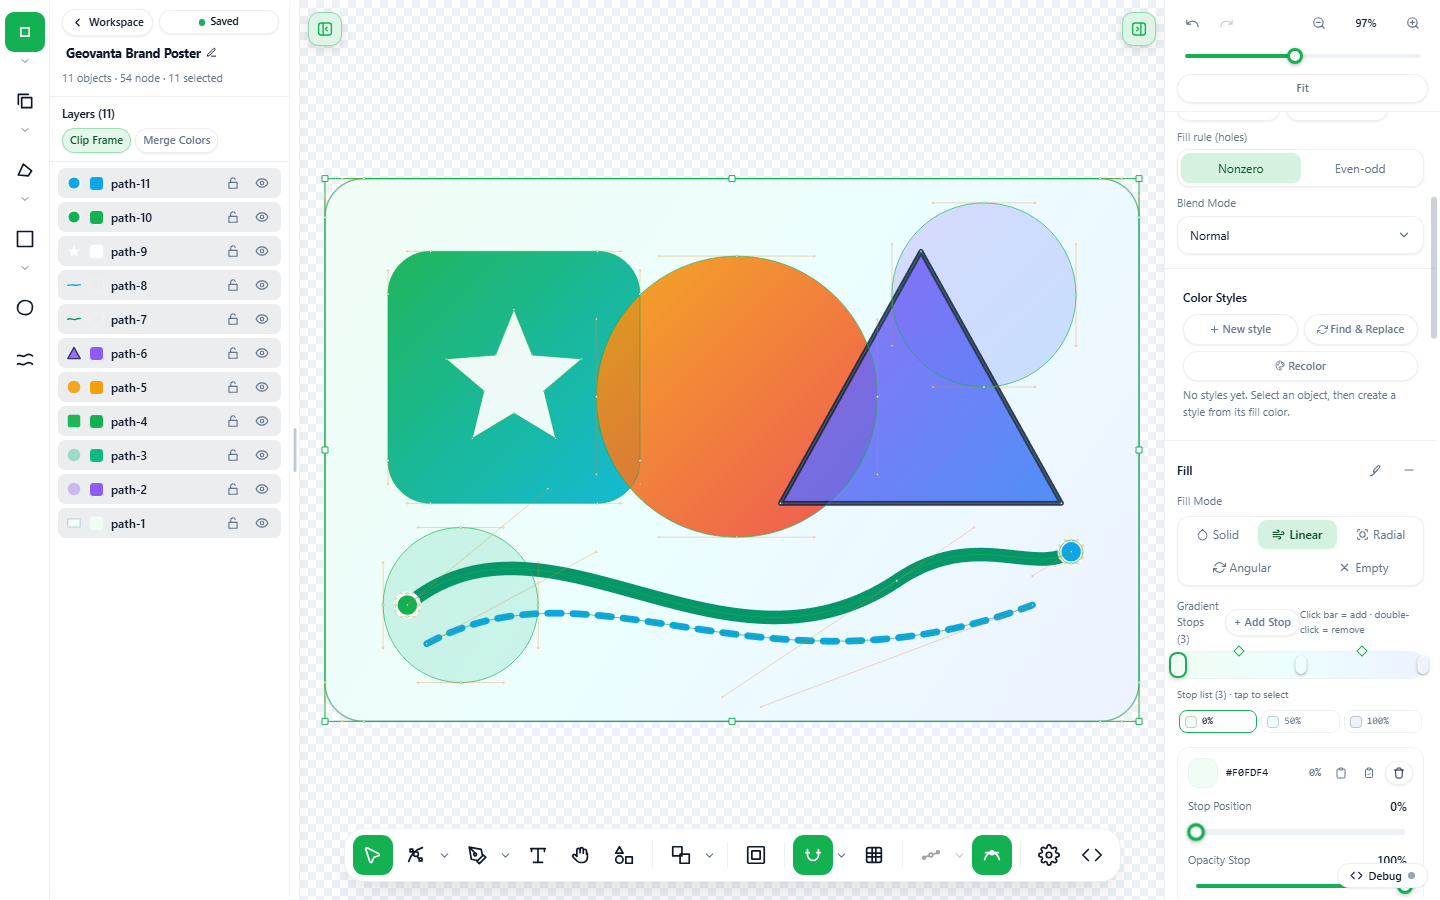 Workspace
Saved
Geovanta Brand Poster
11 objects · 54 node · 11 selected
Layers (11)
Clip Frame
Merge Colors
path-11
path-10
path-9
path-8
path-7
path-6
path-5
path-4
path-3
path-2
path-1
97%
Fit
Fill rule (holes)
Nonzero
Even-odd
Blend Mode
Normal
Color Styles
+ New style
Find & Replace
Recolor
No styles yet. Select an object, then create a
style from its fill color.
Fill
Fill Mode
Solid
Linear
Radial
Angular
Empty
Gradient
Stops
(3)
+ Add Stop
Click bar = add · double-
click = remove
Stop list (3) · tap to select
0%
50%
100%
#F0FDF4
0%
Stop Position
0%
Opacity Stop
100%
Debug